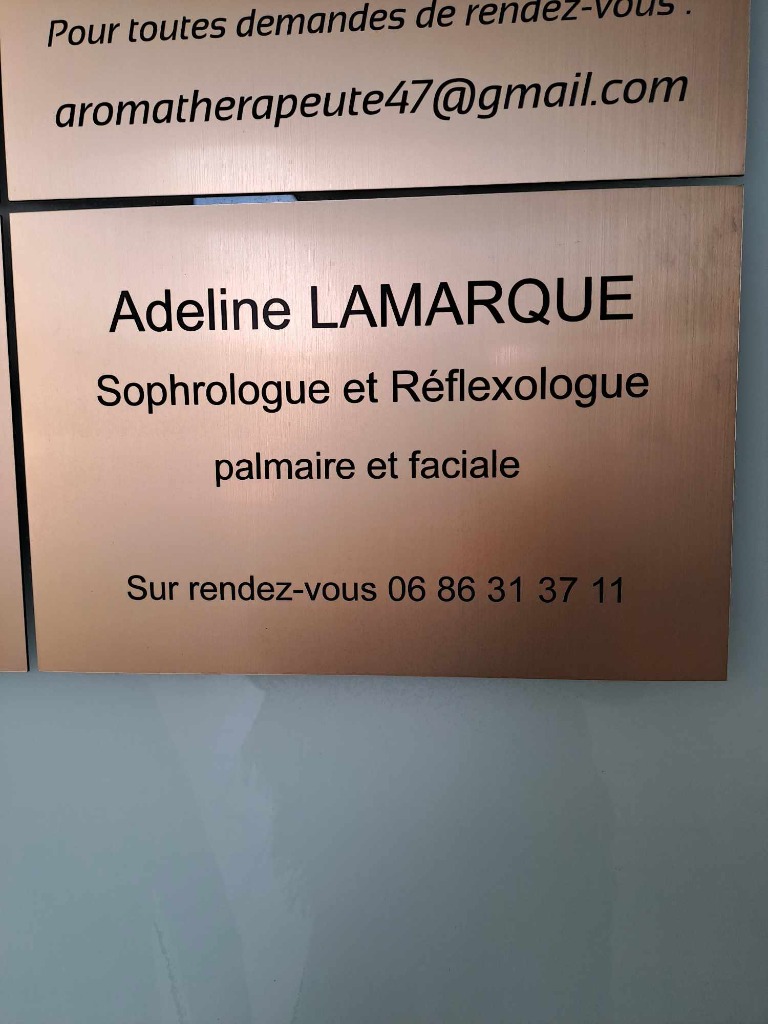 Pour toutes demandes de rendez-vous :
aromatherapeute47@gmail.com
Adeline LAMARQUE
Sophrologue et Réflexologue
palmaire et faciale
Sur rendez-vous 06 86 31 37 11